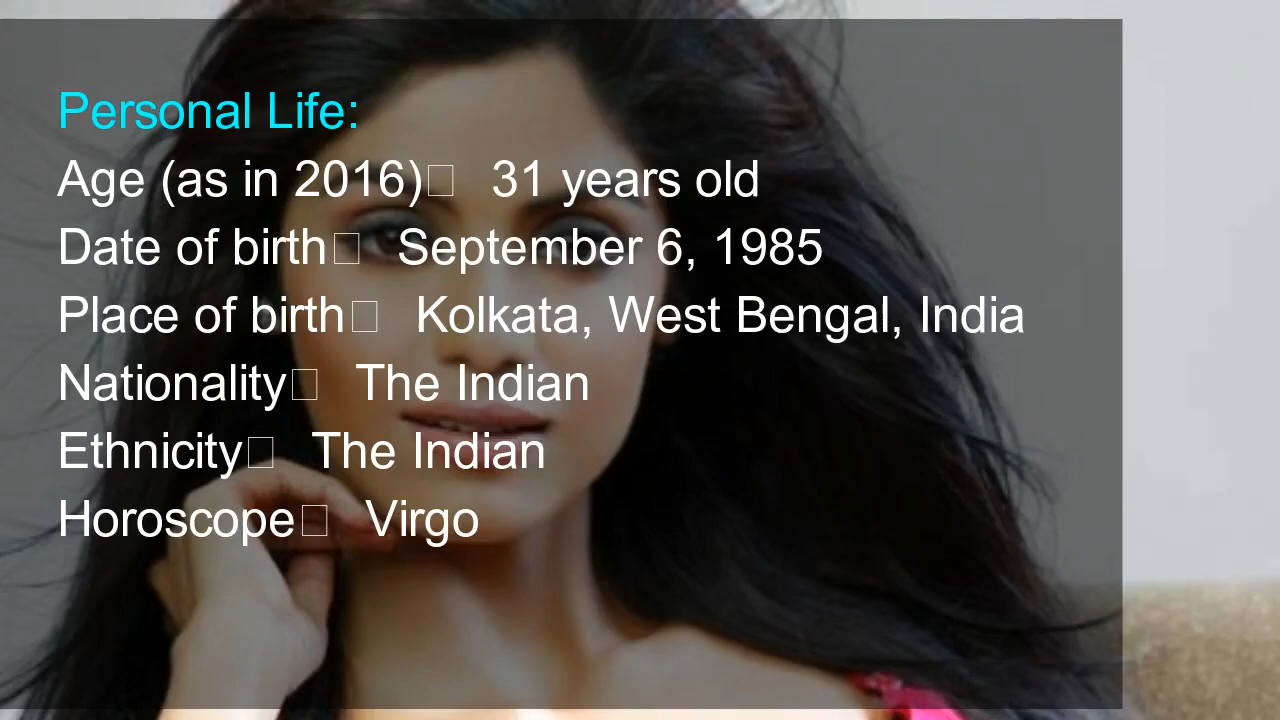 Personal Life:
Age (as in 2016)□ 31 years old
Date of birth□ September 6, 1985
Place of birth□ Kolkata, West Bengal, India
Nationality□ The Indian
Ethnicity□ The Indian
Horoscope□ Virgo